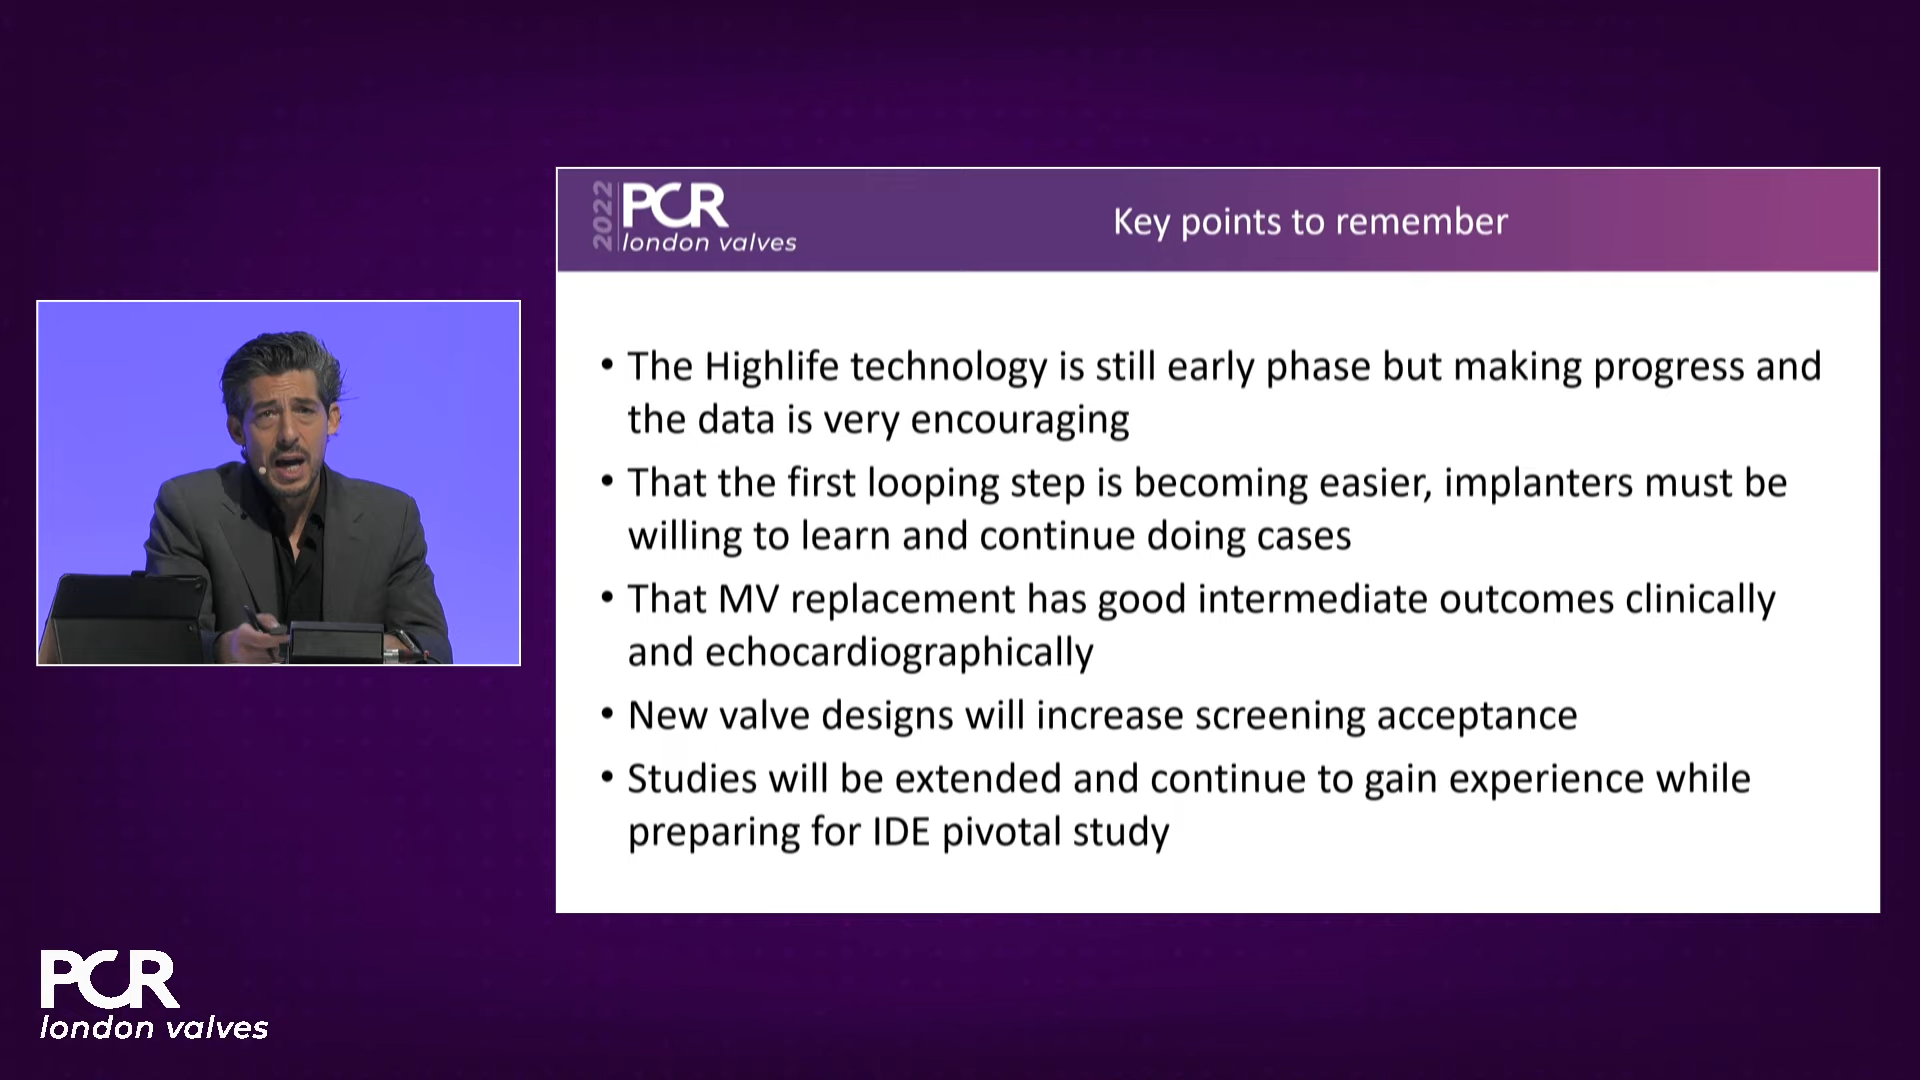 2022
PCR
london valves
Key points to remember
• The Highlife technology is still early phase but making progress and
the data is very encouraging
• That the first looping step is becoming easier, implanters must be
willing to learn and continue doing cases
• That MV replacement has good intermediate outcomes clinically
and echocardiographically
• New valve designs will increase screening acceptance
• Studies will be extended and continue to gain experience while
preparing for IDE pivotal study
PCR
london valves